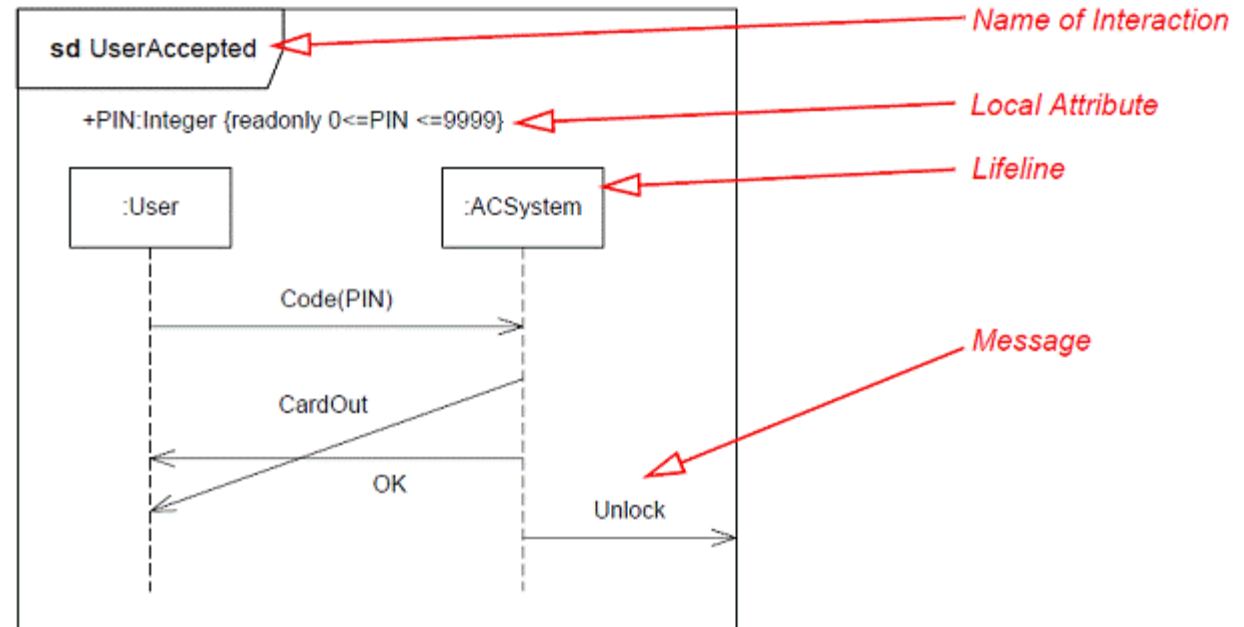 Name of Interaction
sd UserAccepted
+PIN:Integer {readonly 0<=PIN <=9999}
Local Attribute
Lifeline
:User
:ACSystem
Code(PIN)
Message
CardOut
OK
Unlock